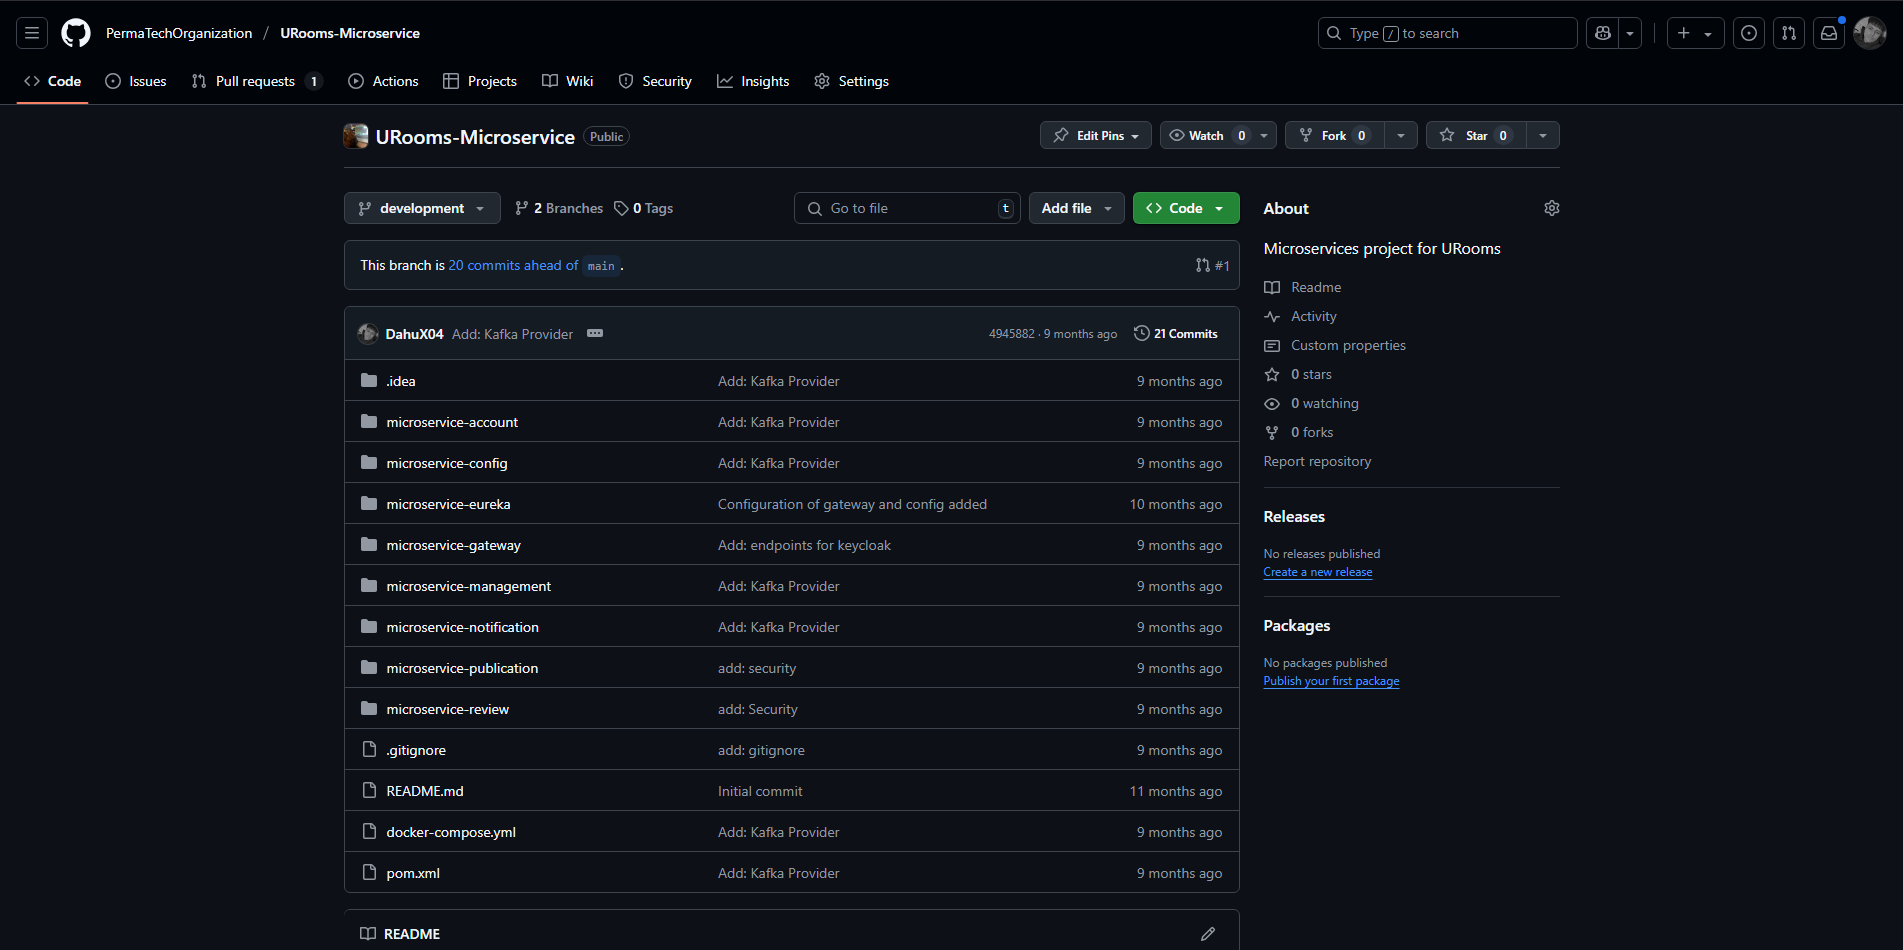 PermaTechOrganization / URooms-Microservice
Type / to search
Code Issues Pull requests 1 Actions Projects Wiki Security Insights Settings
URooms-Microservice Public
Edit Pins Watch 0 Fork 0 Star 0
development 2 Branches 0 Tags Go to file t Add file Code
This branch is 20 commits ahead of main .
#1
DahuX04 Add: Kafka Provider 4945882 · 9 months ago 21 Commits
.idea Add: Kafka Provider 9 months ago
microservice-account Add: Kafka Provider 9 months ago
microservice-config Add: Kafka Provider 9 months ago
microservice-eureka Configuration of gateway and config added 10 months ago
microservice-gateway Add: endpoints for keycloak 9 months ago
microservice-management Add: Kafka Provider 9 months ago
microservice-notification Add: Kafka Provider 9 months ago
microservice-publication add: security 9 months ago
microservice-review add: Security 9 months ago
.gitignore add: gitignore 9 months ago
README.md Initial commit 11 months ago
docker-compose.yml Add: Kafka Provider 9 months ago
pom.xml Add: Kafka Provider 9 months ago
README
About
Microservices project for URooms
Readme
Activity
Custom properties
0 stars
0 watching
0 forks
Report repository
Releases
No releases published
Create a new release
Packages
No packages published
Publish your first package